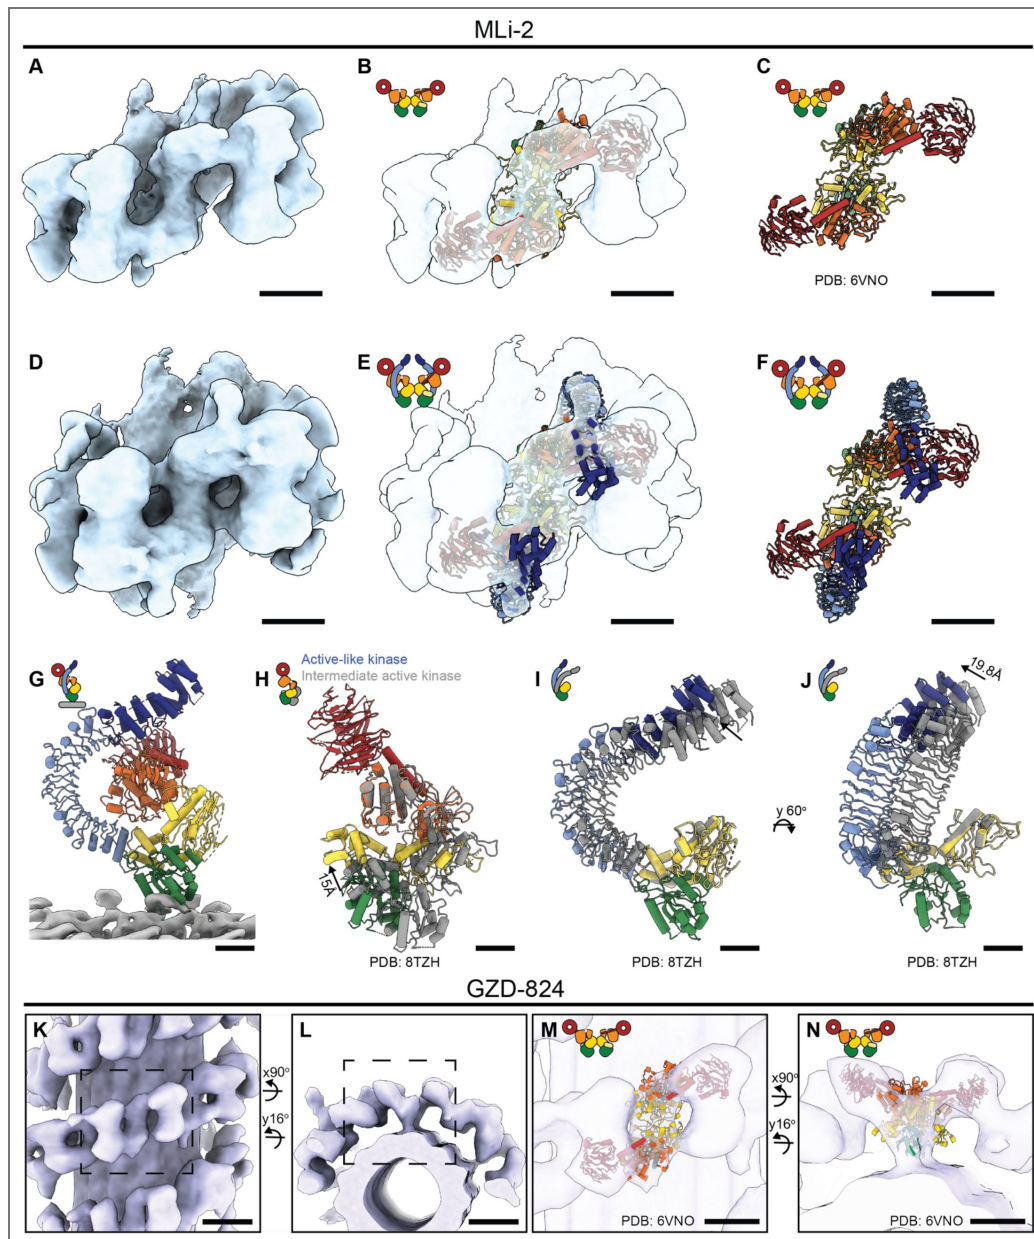 MLi-2
A
B
C
PDB: 6VNO
D
E
F
G
H
Active-like kinase
Intermediate active kinase
15Å
PDB: 8TZH
I
PDB: 8TZH
y 60°
J
19.8Å
PDB: 8TZH
GZD-824
K
x90°
y16°
L
M
PDB: 6VNO
x90°
y16°
N
PDB: 6VNO